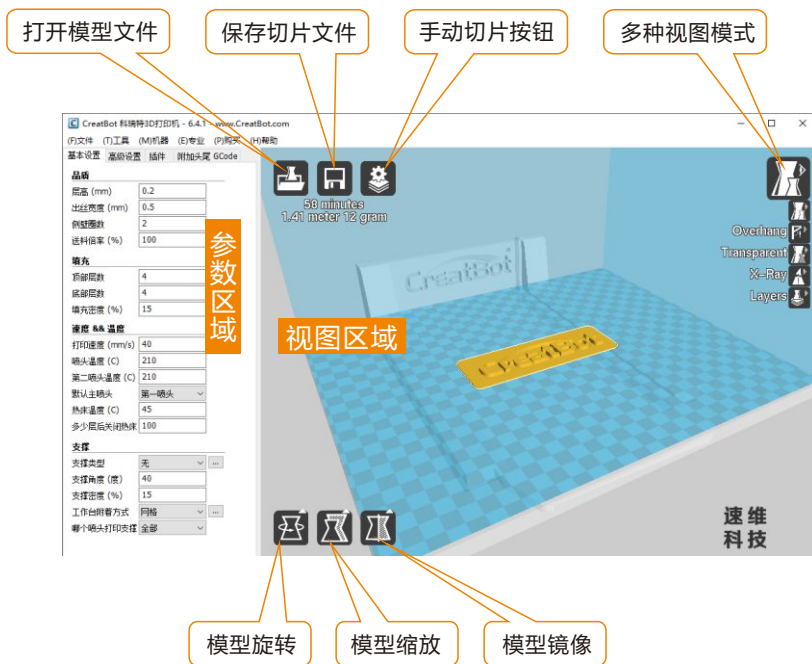 打开模型文件
保存切片文件
手动切片按钮
多种视图模式
CreatBot 科瑞特3D打印机 - 6.4.1 - www.CreatBot.com
(F)文件 (T)工具 (M)机器 (E)专业 (P)购买 (H)帮助
基本设置 高级设置 插件 附加头尾 GCode
品质
层高 (mm) 0.2
出丝宽度 (mm) 0.5
侧壁圈数 2
送料倍率 (%) 100
填充
顶部层数 4
底部层数 4
填充密度 (%) 15
速度 && 温度
打印速度 (mm/s) 40
喷头温度 (C) 210
第二喷头温度 (C) 210
默认主喷头 第一喷头
热床温度 (C) 45
多少层后关闭热床 100
支撑
支撑类型 无 ...
支撑角度 (度) 40
支撑密度 (%) 15
工作台附着方式 网格 ...
哪个喷头打印支撑 全部
参数区域
58 minutes
1.41 meter 12 gram
Overhang
Transparent
X-Ray
Layers
CreatBot
视图区域
CreatBot
速维
科技
模型旋转
模型缩放
模型镜像